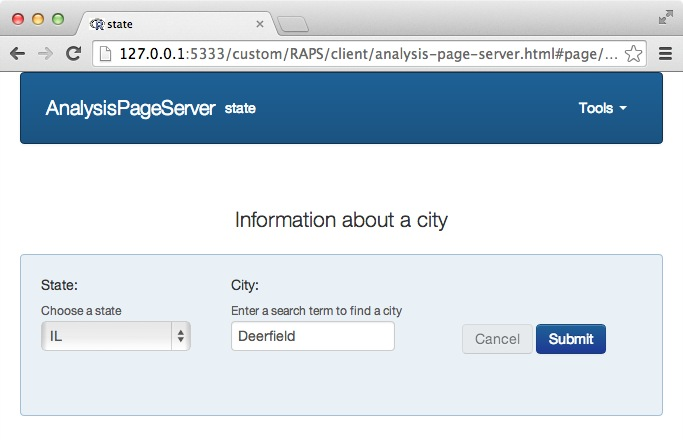 state
127.0.0.1:5333/custom/RAPS/client/analysis-page-server.html#page/...
AnalysisPageServer state Tools
Information about a city
State: City:
Choose a state Enter a search term to find a city
IL Deerfield Cancel Submit